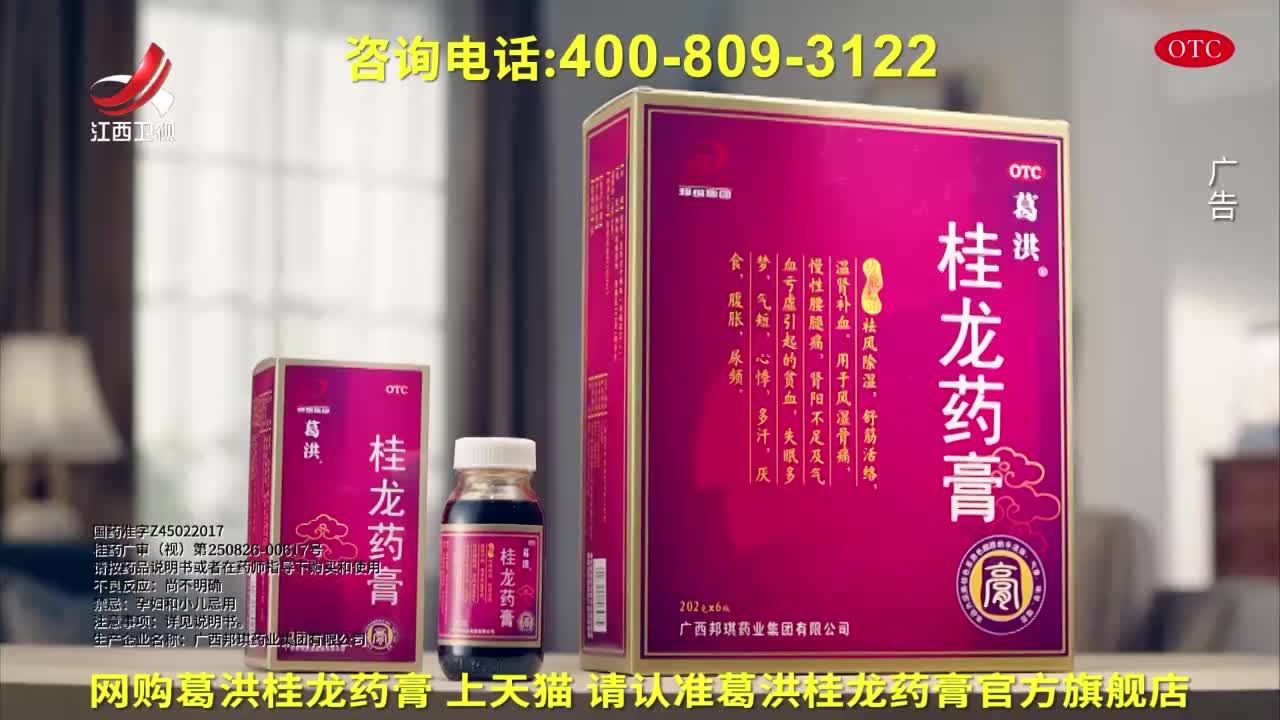 咨询电话:400-809-3122
OTC
江西卫视
广告
邦琪集团
OTC
葛洪
桂龙药膏
祛风除湿，舒筋活络，
温肾补血。用于风湿骨痛，
慢性腰腿痛，肾阳不足及气
血亏虚引起的贫血，失眠多
梦，气短，心悸，多汗，厌
食，腹胀，尿频。
202克x6瓶
广西邦琪药业集团有限公司
膏
OTC
邦琪集团
葛洪
桂龙药膏
膏
葛洪
桂龙药膏
国药准字Z45022017
桂药广审（视）第250826-00617号
请按药品说明书或者在药师指导下购买和使用
不良反应：尚不明确
禁忌：孕妇和小儿忌用
注意事项：详见说明书。
生产企业名称：广西邦琪药业集团有限公司
网购葛洪桂龙药膏 上天猫 请认准葛洪桂龙药膏官方旗舰店